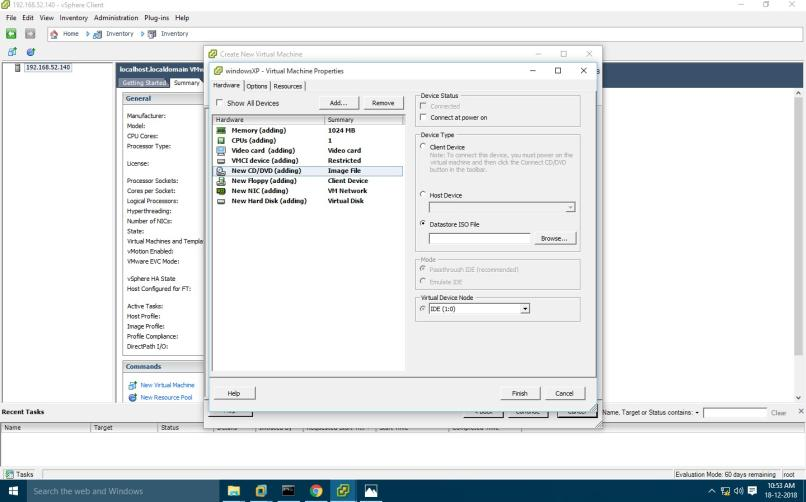 192.168.52.140 - vSphere Client
File Edit View Inventory Administration Plug-ins Help
Home Inventory Inventory
192.168.52.140
localhost.localdomain VMw
Getting Started Summary
General
Manufacturer:
Model:
CPU Cores:
Processor Type:
License:
Processor Sockets:
Cores per Socket:
Logical Processors:
Hyperthreading:
Number of NICs:
State:
Virtual Machines and Templa
vMotion Enabled:
VMware EVC Mode:
vSphere HA State
Host Configured for FT:
Active Tasks:
Host Profile:
Image Profile:
Profile Compliance:
DirectPath I/O:
Commands
New Virtual Machine
New Resource Pool
Create New Virtual Machine
windowsXP - Virtual Machine Properties
Hardware Options Resources
Show All Devices Add... Remove
Hardware Summary
Memory (adding) 1024 MB
CPUs (adding) 1
Video card (adding) Video card
VMCI device (adding) Restricted
New CD/DVD (adding) Image File
New Floppy (adding) Client Device
New NIC (adding) VM Network
New Hard Disk (adding) Virtual Disk
Device Status
Connected
Connect at power on
Device Type
Client Device
Note: To connect this device, you must power on the
virtual machine and then click the Connect CD/DVD
button in the toolbar.
Host Device
Datastore ISO File
Browse...
Mode
Passthrough IDE (recommended)
Emulate IDE
Virtual Device Node
IDE (1:0)
Help Finish Cancel
Recent Tasks
Name, Target or Status contains: Clear
Name Target Status
Tasks
Evaluation Mode: 60 days remaining root
Search the web and Windows
10:53 AM
18-12-2018